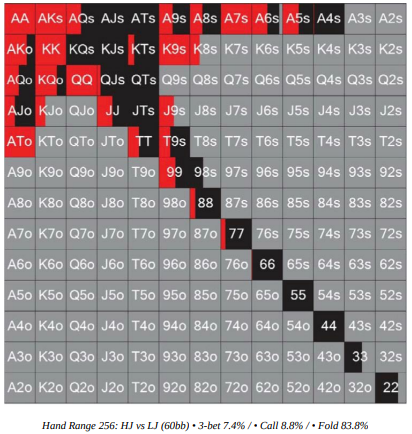 AA AKs AQs AJs ATs A9s A8s A7s A6s A5s A4s A3s A2s
AKo KK KQs KJs KTs K9s K8s K7s K6s K5s K4s K3s K2s
AQo KQo QQ QJs QTs Q9s Q8s Q7s Q6s Q5s Q4s Q3s Q2s
AJo KJo QJo JJ JTs J9s J8s J7s J6s J5s J4s J3s J2s
ATo KTo QTo JTo TT T9s T8s T7s T6s T5s T4s T3s T2s
A9o K9o Q9o J9o T9o 99 98s 97s 96s 95s 94s 93s 92s
A8o K8o Q8o J8o T8o 98o 88 87s 86s 85s 84s 83s 82s
A7o K7o Q7o J7o T7o 97o 87o 77 76s 75s 74s 73s 72s
A6o K6o Q6o J6o T6o 96o 86o 76o 66 65s 64s 63s 62s
A5o K5o Q5o J5o T5o 95o 85o 75o 65o 55 54s 53s 52s
A4o K4o Q4o J4o T4o 94o 84o 74o 64o 54o 44 43s 42s
A3o K3o Q3o J3o T3o 93o 83o 73o 63o 53o 43o 33 32s
A2o K2o Q2o J2o T2o 92o 82o 72o 62o 52o 42o 32o 22
Hand Range 256: HJ vs LJ (60bb) • 3-bet 7.4% / • Call 8.8% / • Fold 83.8%